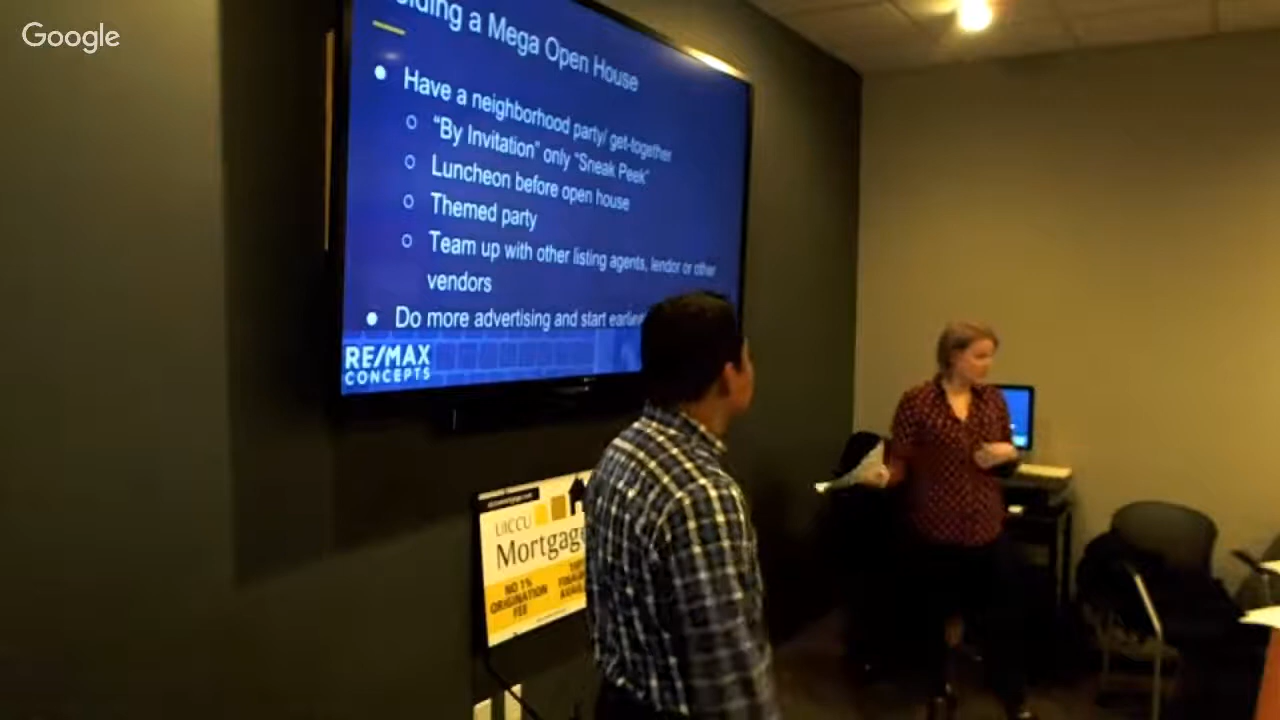 Google
olding a Mega Open House
Have a neighborhood party/ get-together
"By Invitation" only "Sneak Peek"
Luncheon before open house
Themed party
Team up with other listing agents, lendor or other
vendors
Do more advertising and start earlier
RE/MAX
CONCEPTS
UICCU
Mortgage
NO 1%
ORIGINATION
FEE